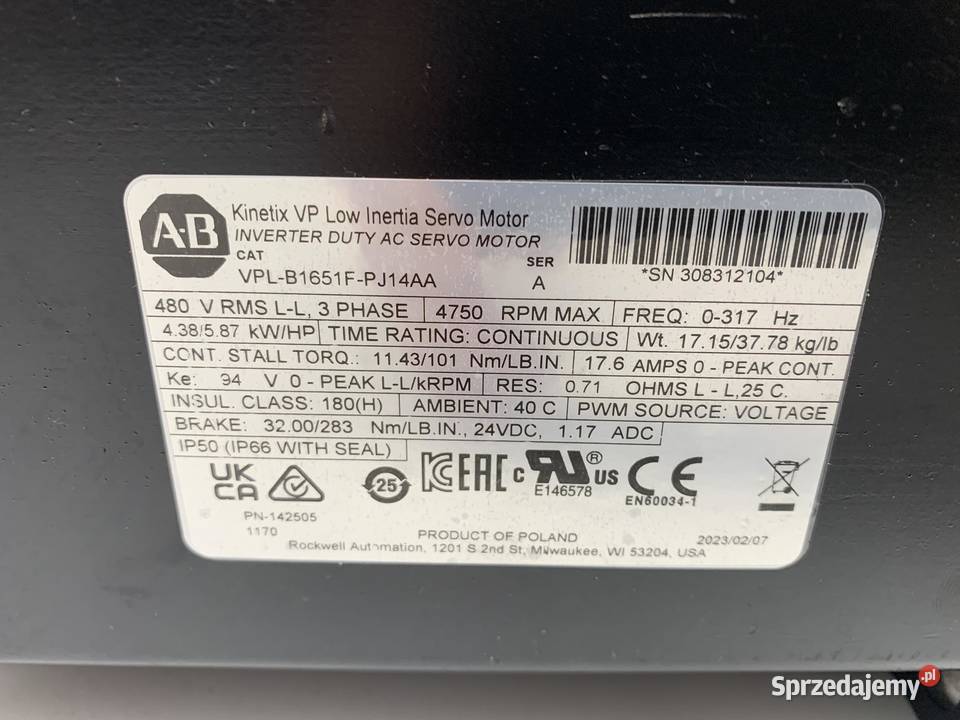 A-B Kinetix VP Low Inertia Servo Motor
INVERTER DUTY AC SERVO MOTOR
CAT SER
VPL-B1651F-PJ14AA A
*SN 308312104*
480 V RMS L-L, 3 PHASE 4750 RPM MAX FREQ: 0-317 Hz
4.38/5.87 kW/HP TIME RATING: CONTINUOUS Wt. 17.15/37.78 kg/lb
CONT. STALL TORQ.: 11.43/101 Nm/LB.IN. 17.6 AMPS 0 - PEAK CONT.
Ke: 94 V 0 - PEAK L-L/kRPM RES: 0.71 OHMS L - L,25 C.
INSUL. CLASS: 180(H) AMBIENT: 40 C PWM SOURCE: VOLTAGE
BRAKE: 32.00/283 Nm/LB.IN., 24VDC, 1.17 ADC
IP50 (IP66 WITH SEAL)
UK CA 25 KC EAC c RU® US CE
E146578 EN60034-1
PN-142505
1170
PRODUCT OF POLAND 2023/02/07
Rockwell Automation, 1201 S 2nd St, Milwaukee, WI 53204, USA
Sprzedajemy.pl